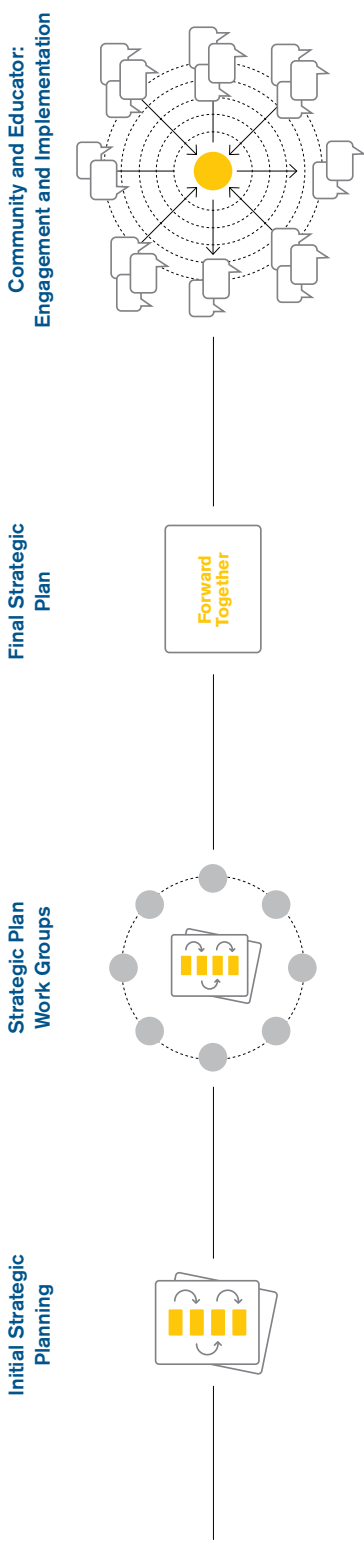 Initial Strategic
Planning
Strategic Plan
Work Groups
Final Strategic
Plan
Forward
Together
Community and Educator:
Engagement and Implementation